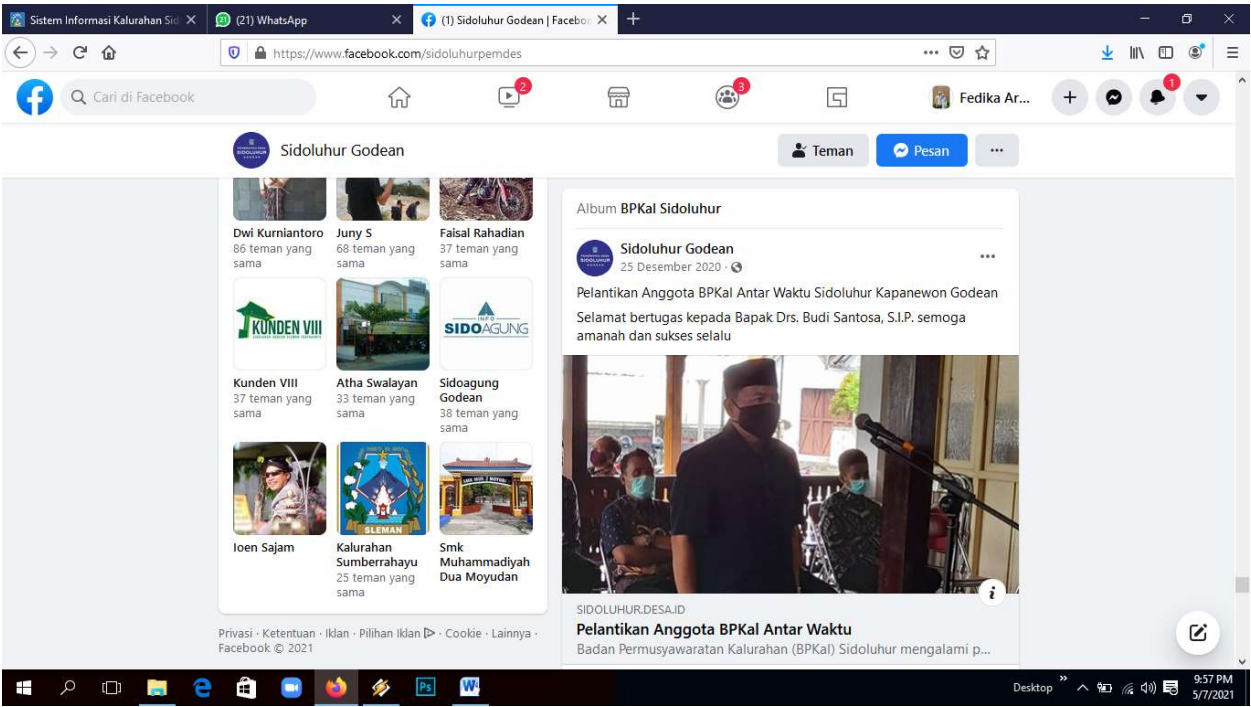 Sistem Informasi Kalurahan Sid
(21) WhatsApp
(1) Sidoluhur Godean | Facebo
https://www.facebook.com/sidoluhurpemdes
Cari di Facebook
2
3
Fedika Ar...
1
Sidoluhur Godean
Teman
Pesan
Dwi Kurniantoro
86 teman yang
sama
Juny S
68 teman yang
sama
Faisal Rahadian
37 teman yang
sama
KUNDEN VIII
INFO
SIDOAGUNG
Kunden VIII
37 teman yang
sama
Atha Swalayan
33 teman yang
sama
Sidoagung
Godean
38 teman yang
sama
SLEMAN
Ioen Sajam
Kalurahan
Sumberrahayu
25 teman yang
sama
Smk
Muhammadiyah
Dua Moyudan
Privasi · Ketentuan · Iklan · Pilihan Iklan · Cookie · Lainnya ·
Facebook © 2021
Album BPKal Sidoluhur
Sidoluhur Godean
25 Desember 2020 ·
Pelantikan Anggota BPKal Antar Waktu Sidoluhur Kapanewon Godean
Selamat bertugas kepada Bapak Drs. Budi Santosa, S.I.P. semoga
amanah dan sukses selalu
SIDOLUHUR.DESA.ID
Pelantikan Anggota BPKal Antar Waktu
Badan Permusyawaratan Kalurahan (BPKal) Sidoluhur mengalami p...
Ps
W
Desktop
9:57 PM
5/7/2021